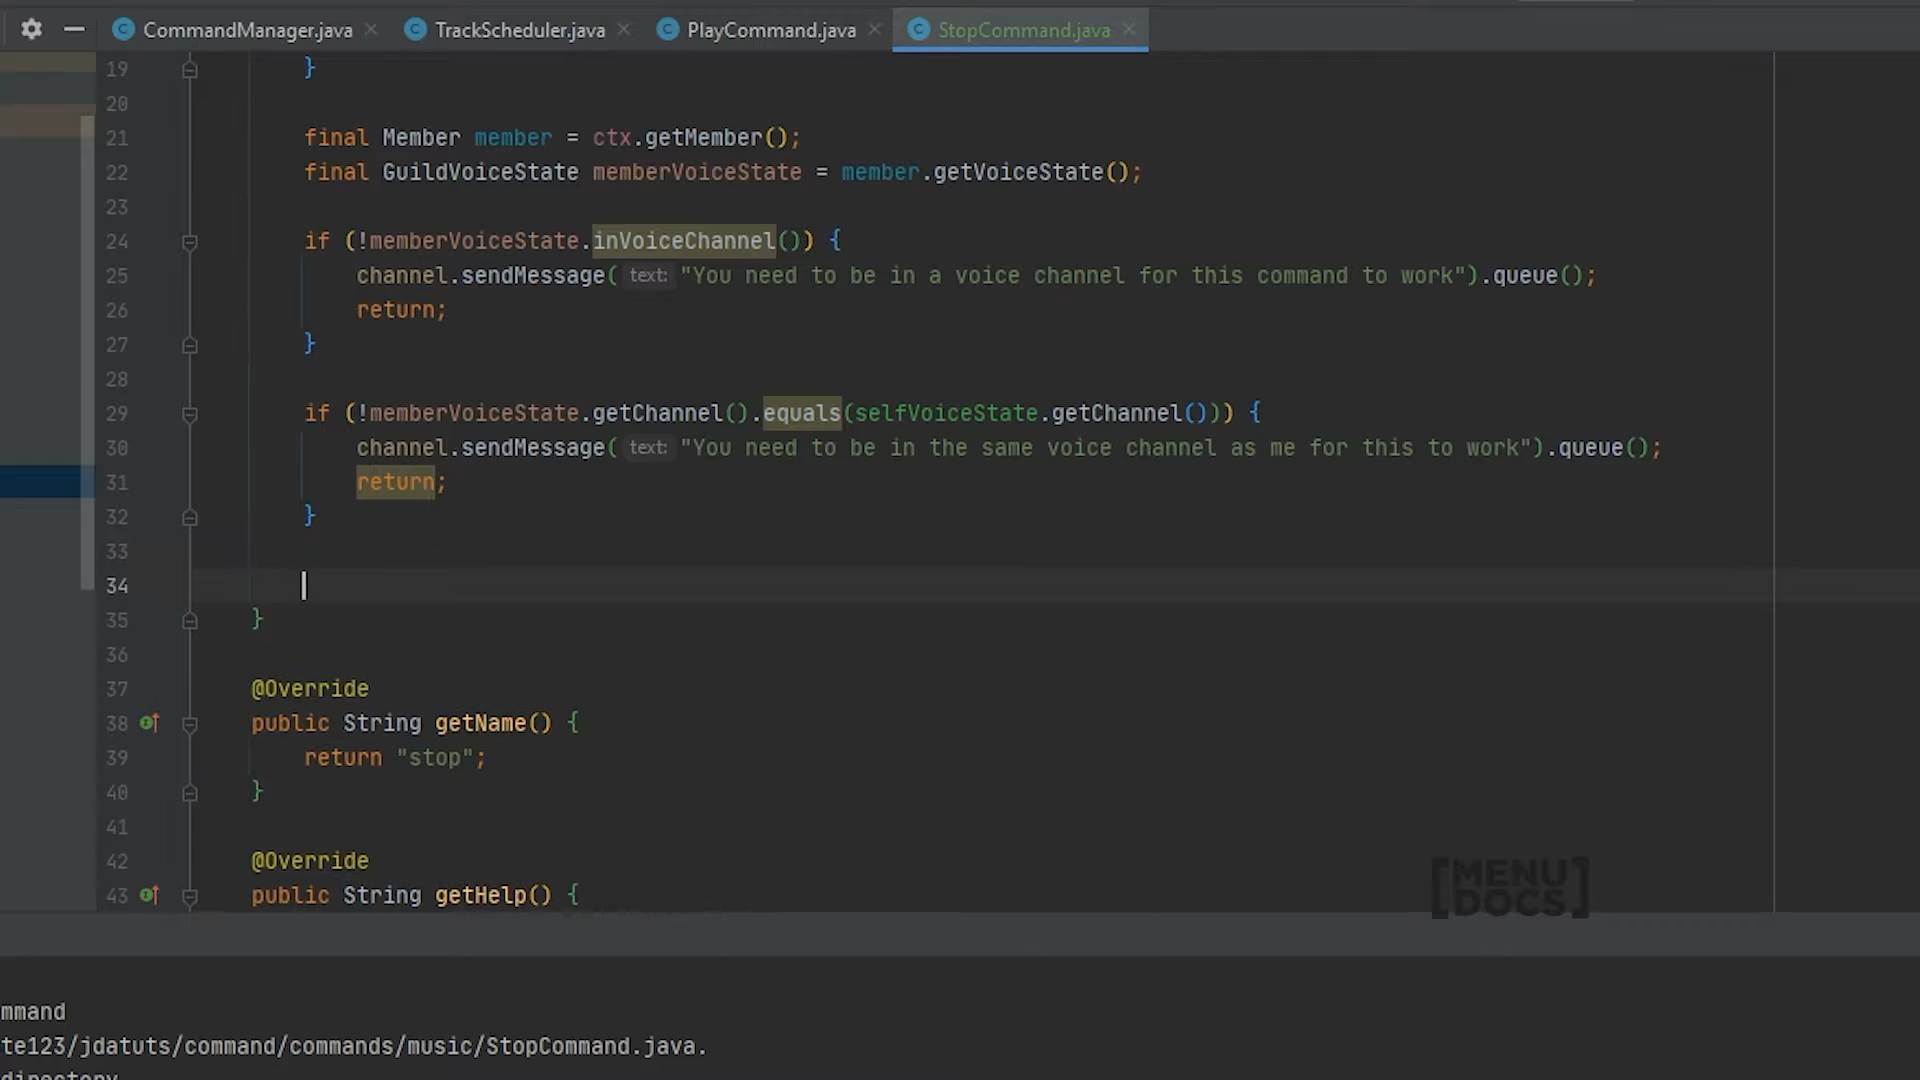 CommandManager.java TrackScheduler.java PlayCommand.java StopCommand.java
19 }
20
21 final Member member = ctx.getMember();
22 final GuildVoiceState memberVoiceState = member.getVoiceState();
23
24 if (!memberVoiceState.inVoiceChannel()) {
25 channel.sendMessage( text: "You need to be in a voice channel for this command to work").queue();
26 return;
27 }
28
29 if (!memberVoiceState.getChannel().equals(selfVoiceState.getChannel())) {
30 channel.sendMessage( text: "You need to be in the same voice channel as me for this to work").queue();
31 return;
32 }
33
34
35 }
36
37 @Override
38 public String getName() {
39 return "stop";
40 }
41
42 @Override
43 public String getHelp() {
[MENU
DOCS]
mmand
te123/jdatuts/command/commands/music/StopCommand.java.
directory